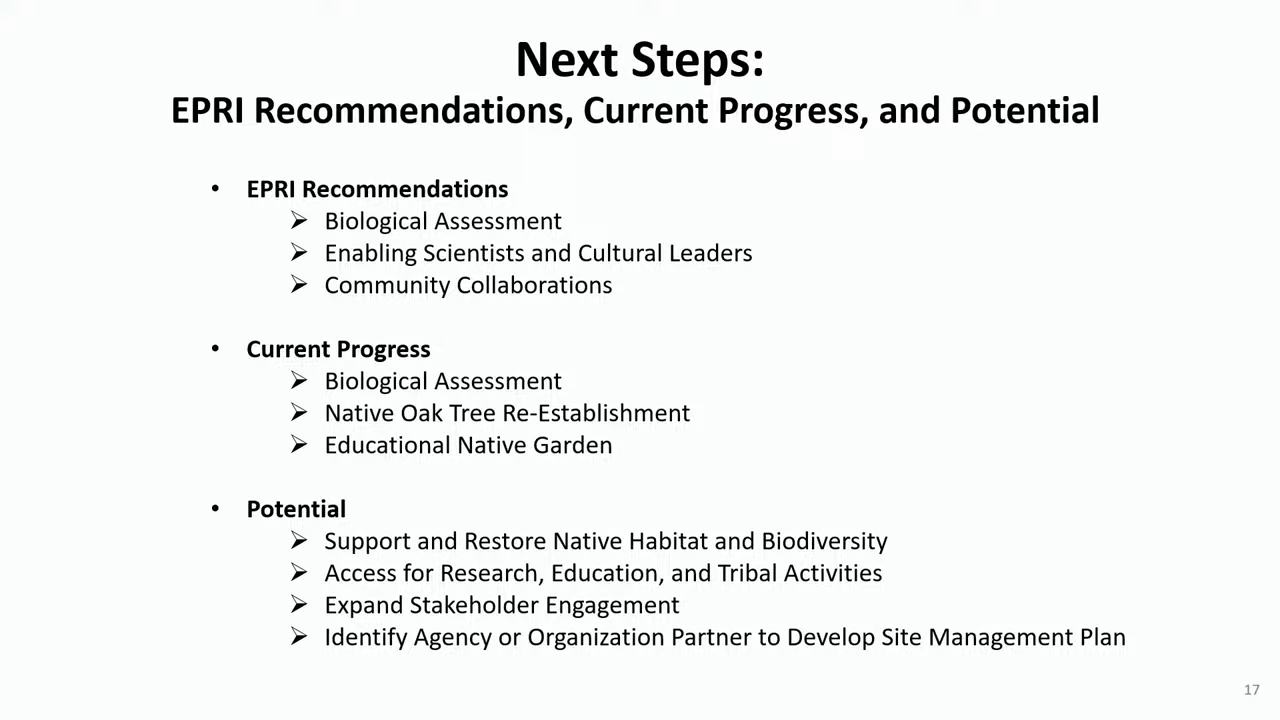 Next Steps:
EPRI Recommendations, Current Progress, and Potential
• EPRI Recommendations
➢ Biological Assessment
➢ Enabling Scientists and Cultural Leaders
➢ Community Collaborations
• Current Progress
➢ Biological Assessment
➢ Native Oak Tree Re-Establishment
➢ Educational Native Garden
• Potential
➢ Support and Restore Native Habitat and Biodiversity
➢ Access for Research, Education, and Tribal Activities
➢ Expand Stakeholder Engagement
➢ Identify Agency or Organization Partner to Develop Site Management Plan
17